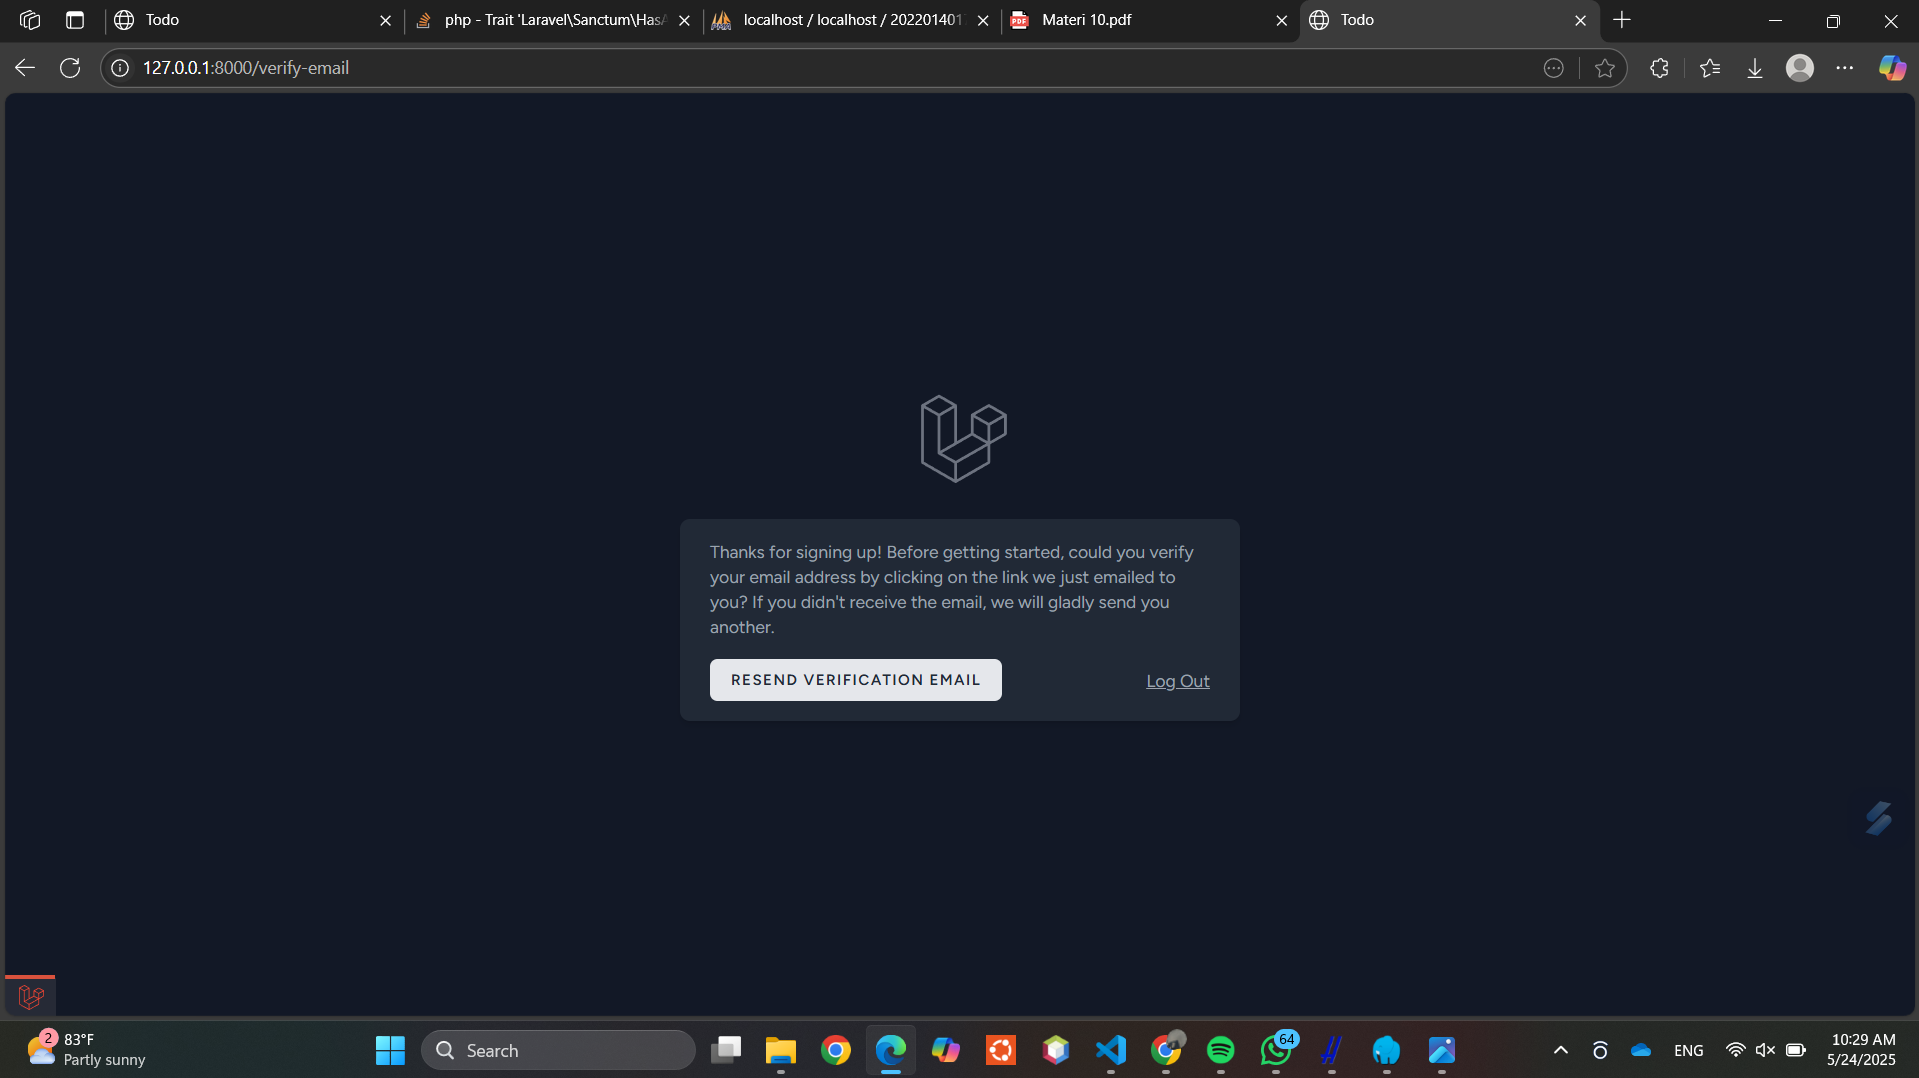 Todo
php - Trait 'Laravel\Sanctum\HasA
localhost / localhost / 202201401
Materi 10.pdf
Todo
127.0.0.1:8000/verify-email
Thanks for signing up! Before getting started, could you verify
your email address by clicking on the link we just emailed to
you? If you didn't receive the email, we will gladly send you
another.
RESEND VERIFICATION EMAIL
Log Out
2
83°F
Partly sunny
Search
64
ENG
10:29 AM
5/24/2025